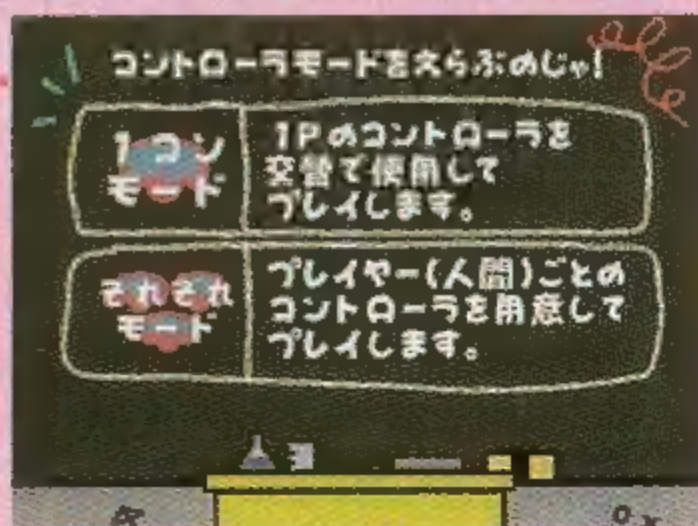 コントローラモードをえらぶめじゃ!
1コン
モード
1Pのコントローラを
交替で使用して
プレイします。
それぞれ
モード
プレイヤー(人間)ごとの
コントローラを用意して
プレイします。